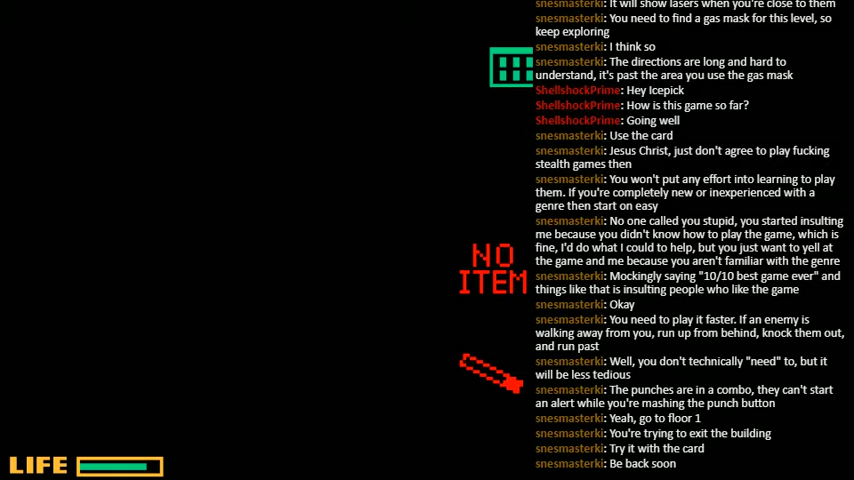 snesmasterki: It will show lasers when you're close to them
snesmasterki: You need to find a gas mask for this level, so
keep exploring
snesmasterki: I think so
snesmasterki: The directions are long and hard to
understand, it's past the area you use the gas mask
ShellshockPrime: Hey Icepick
ShellshockPrime: How is this game so far?
ShellshockPrime: Going well
snesmasterki: Use the card
snesmasterki: Jesus Christ, just don't agree to play fucking
stealth games then
snesmasterki: You won't put any effort into learning to play
them. If you're completely new or inexperienced with a
genre then start on easy
snesmasterki: No one called you stupid, you started insulting
me because you didn't know how to play the game, which is
fine, I'd do what I could to help, but you just want to yell at
the game and me because you aren't familiar with the genre
NO
ITEM
snesmasterki: Mockingly saying "10/10 best game ever" and
things like that is insulting people who like the game
snesmasterki: Okay
snesmasterki: You need to play it faster. If an enemy is
walking away from you, run up from behind, knock them out,
and run past
snesmasterki: Well, you don't technically "need" to, but it
will be less tedious
snesmasterki: The punches are in a combo, they can't start
an alert while you're mashing the punch button
snesmasterki: Yeah, go to floor 1
snesmasterki: You're trying to exit the building
snesmasterki: Try it with the card
snesmasterki: Be back soon
LIFE